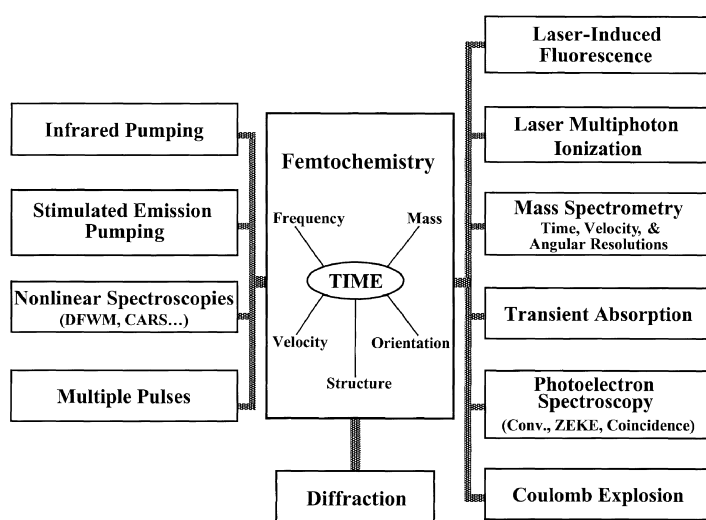 Infrared Pumping
Stimulated Emission
Pumping
Nonlinear Spectroscopies
(DFWM, CARS…)
Multiple Pulses
Femtochemistry
Frequency
Mass
TIME
Velocity
Orientation
Structure
Diffraction
Laser-Induced
Fluorescence
Laser Multiphoton
Ionization
Mass Spectrometry
Time, Velocity, &
Angular Resolutions
Transient Absorption
Photoelectron
Spectroscopy
(Conv., ZEKE, Coincidence)
Coulomb Explosion